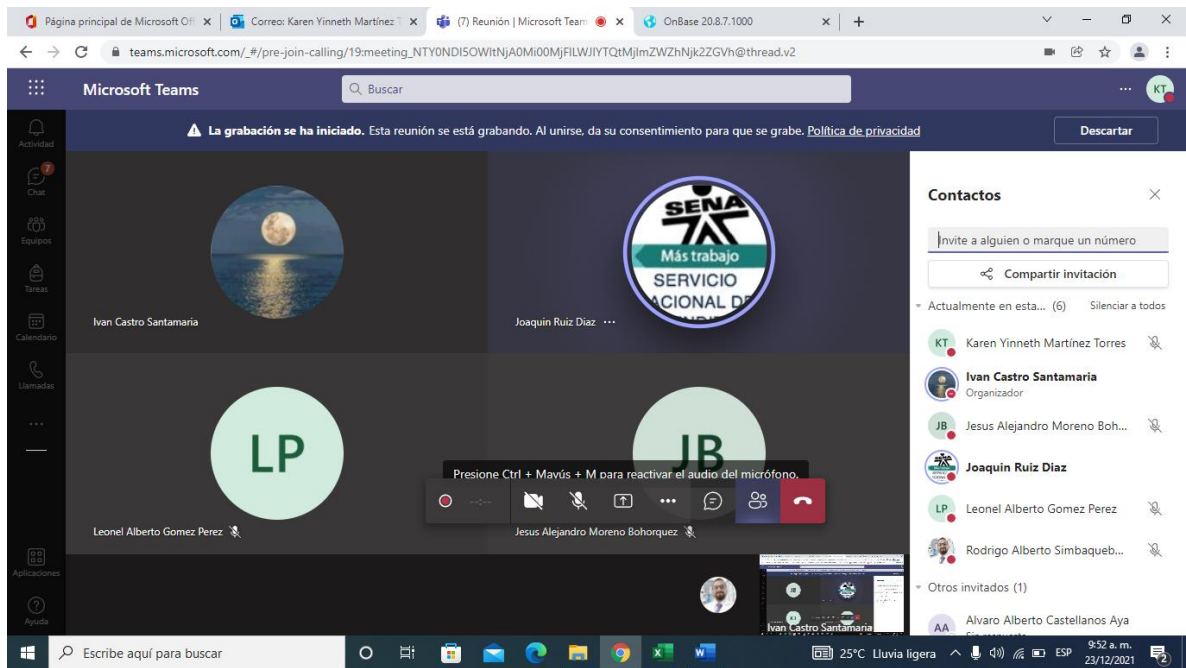 Página principal de Microsoft Off
Correo: Karen Yinneth Martínez T
(7) Reunión | Microsoft Team
OnBase 20.8.7.1000
teams.microsoft.com/_#/pre-join-calling/
Microsoft Teams
Buscar
KT
La grabación se ha iniciado. Esta reunión se está grabando. Al unirse, da su consentimiento para que se grabe. Política de privacidad
Descartar
Actividad
7
Chat
Equipos
Tareas
Calendario
Llamadas
Aplicaciones
Ayuda
Ivan Castro Santamaria
SENA
Más trabajo
SERVICIO
Joaquin Ruiz Diaz
LP
Leonel Alberto Gomez Perez
JB
Presione Ctrl + Mayús + M para reactivar el audio del micrófono.
--:--
Jesus Alejandro Moreno Bohorquez
Ivan Castro Santamaria
Contactos
Invite a alguien o marque un número
Compartir invitación
Actualmente en esta... (6) Silenciar a todos
KT Karen Yinneth Martínez Torres
Ivan Castro Santamaria
Organizador
JB Jesus Alejandro Moreno Boh...
Joaquin Ruiz Diaz
LP Leonel Alberto Gomez Perez
Rodrigo Alberto Simbaqueb...
Otros invitados (1)
AA Alvaro Alberto Castellanos Aya
Escribe aquí para buscar
25°C Lluvia ligera
ESP
9:52 a. m.
23/12/2021
2